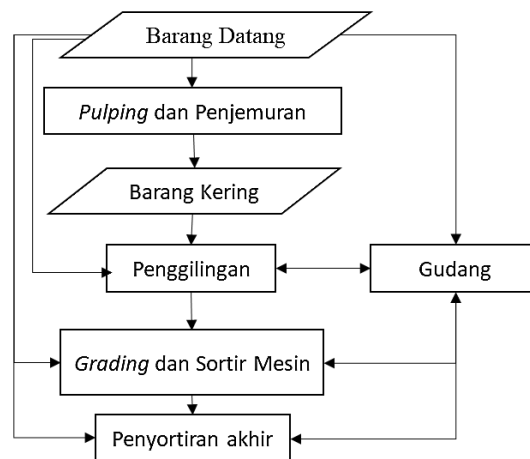 Barang Datang
Pulping dan Penjemuran
Barang Kering
Penggilingan
Gudang
Grading dan Sortir Mesin
Penyortiran akhir